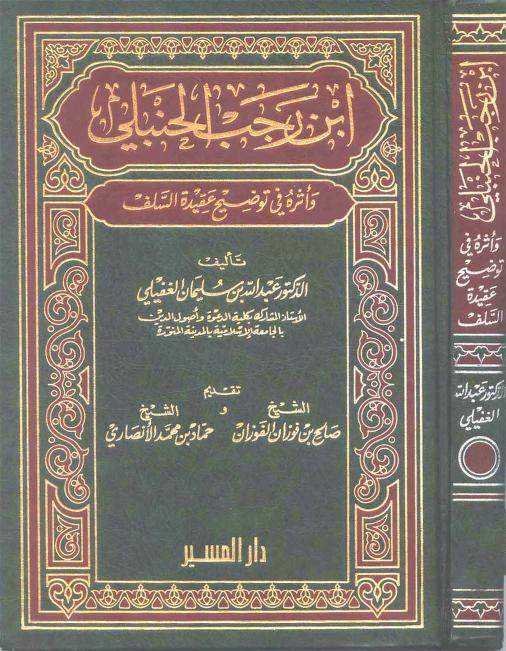 ابن رجب الحنبلي
وأثره في توضيح عقيدة السلف
تأليف
الدكتور عبد الله بن سليمان الغفيلي
الأستاذ المشارك بكلية الدعوة وأصول الدين
بالجامعة الإسلامية بالمدينة المنورة
تقديم
الشيخ و الشيخ
صالح بن فوزان الفوزان حماد بن محمد الأنصاري
دار المسير
ابن رجب الحنبلي
وأثره في
توضيح
عقيدة
السلف
الدكتور عبد الله
الغفيلي